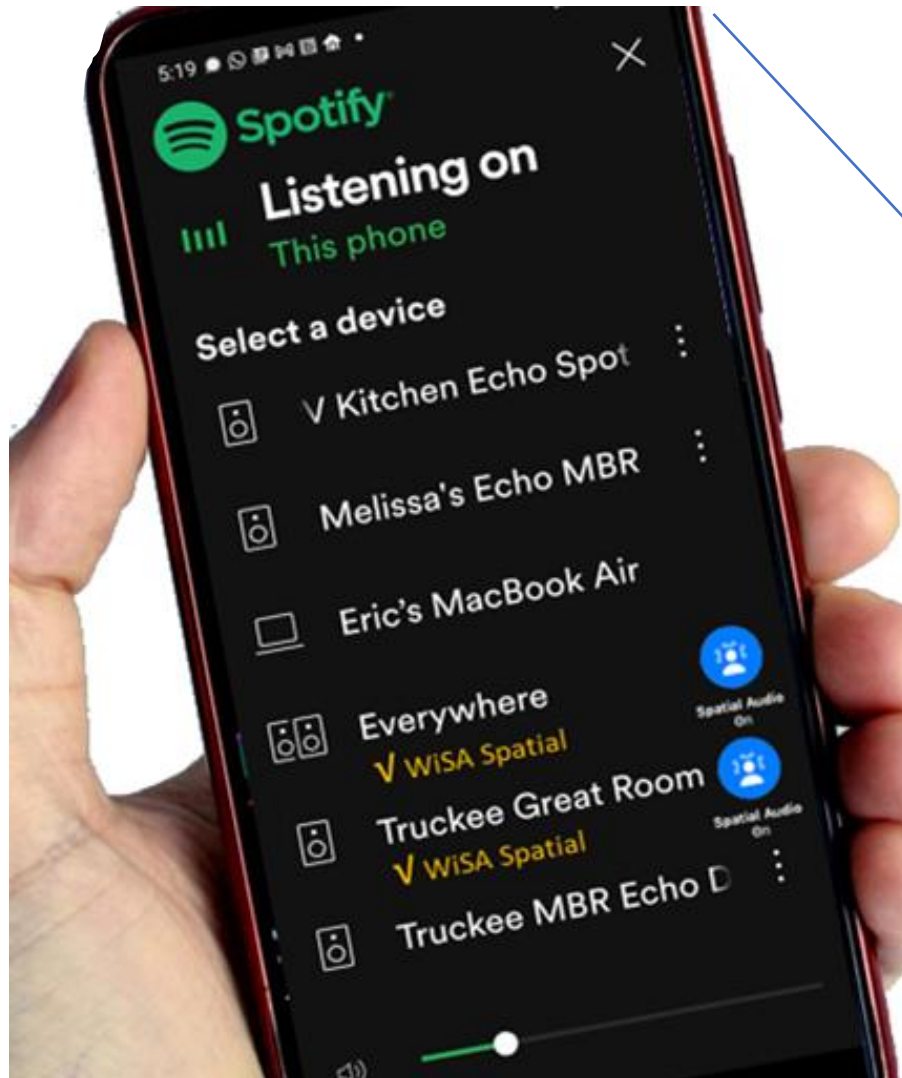 5:19
Spotify
Listening on
This phone
Select a device
V Kitchen Echo Spot
Melissa's Echo MBR
Eric's MacBook Air
Everywhere
√ WiSA Spatial
Spatial Audio
On
Truckee Great Room
√ WiSA Spatial
Spatial Audio
On
Truckee MBR Echo D